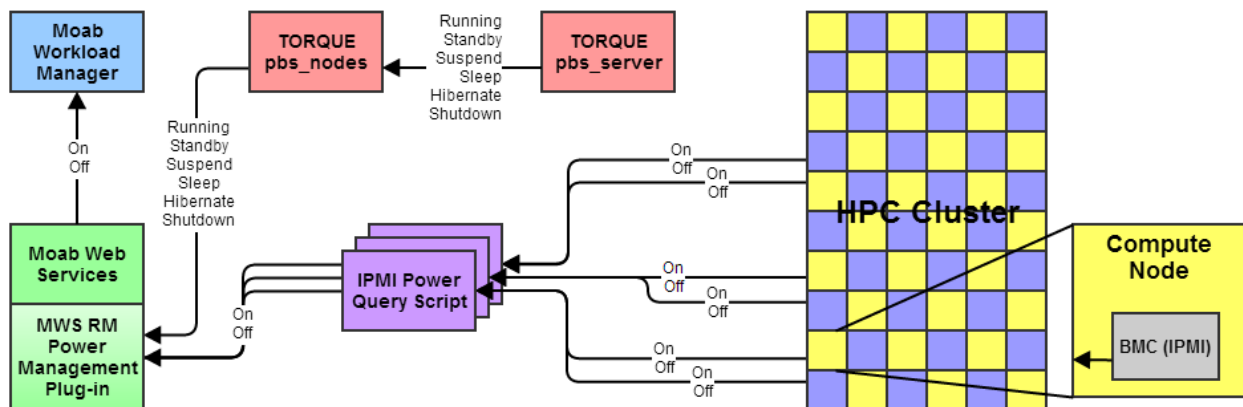 Moab
Workload
Manager
TORQUE
pbs_nodes
Running
Standby
Suspend
Sleep
Hibernate
Shutdown
TORQUE
pbs_server
Running
Standby
Suspend
Sleep
Hibernate
Shutdown
On
Off
Moab Web
Services
MWS RM
Power
Management
Plug-in
On
Off
IPMI Power
Query Script
On
Off
On
Off
On
Off
On
Off
On
Off
On
Off
HPC Cluster
Compute
Node
BMC (IPMI)